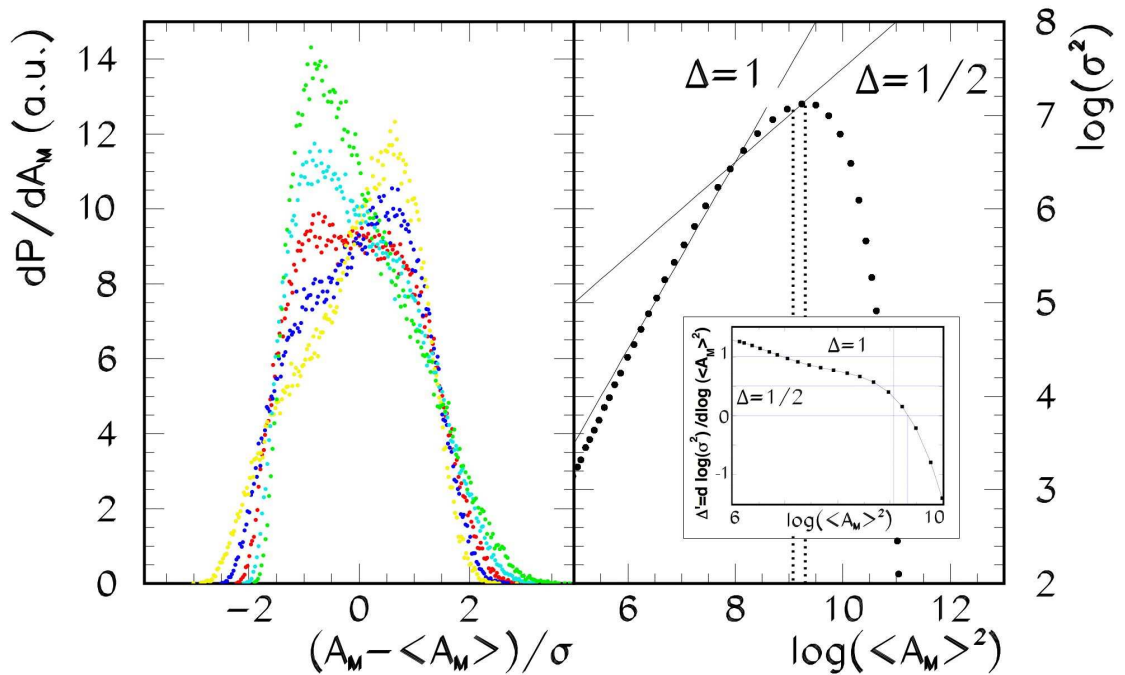 dP/dA_M (a.u.)
14
12
10
8
6
4
2
0
−2
0
2
(A_M−<A_M>)/σ
Δ=1
Δ=1/2
log(σ²)
8
7
6
5
4
3
2
6
8
10
12
log(<A_M>²)
Δ'=d log(σ²)/dlog(<A_M>²)
1
0
-1
Δ=1
Δ=1/2
6
10
log(<A_M>²)